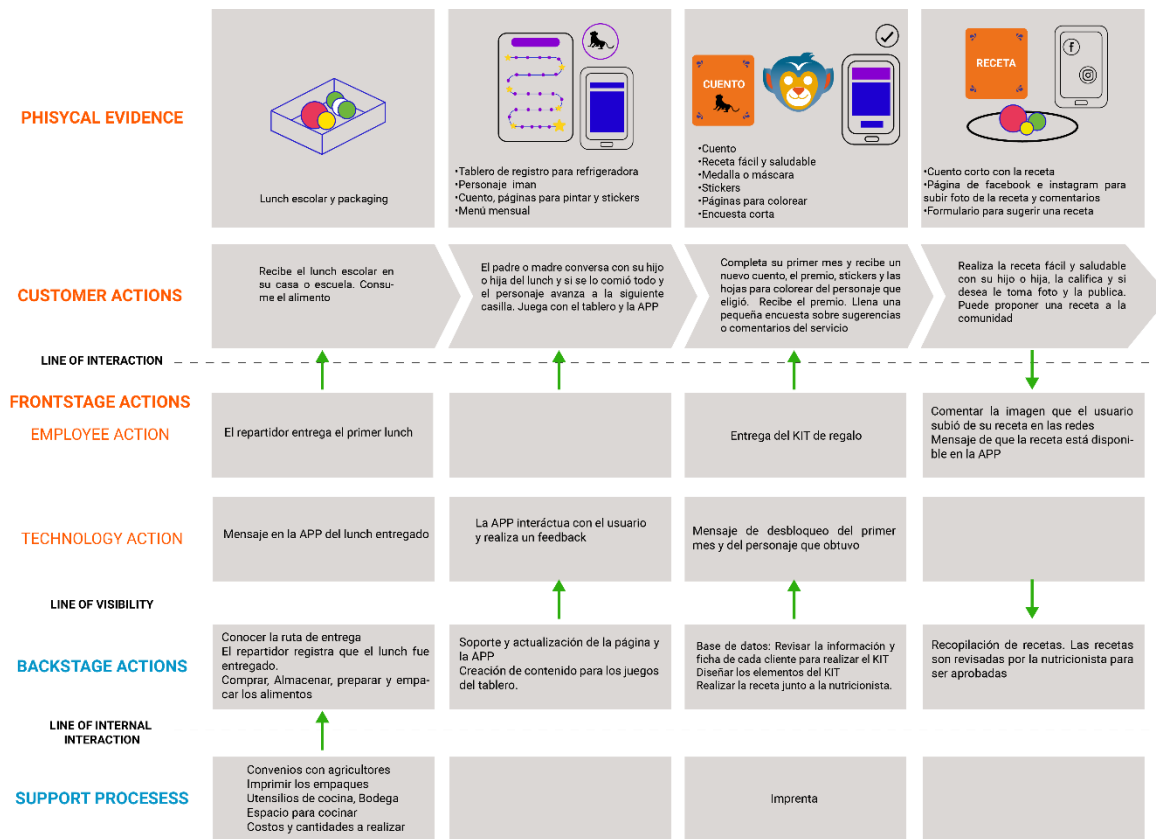 CUENTO
RECETA
PHISYCAL EVIDENCE
Lunch escolar y packaging
•Tablero de registro para refrigeradora
•Personaje iman
•Cuento, páginas para pintar y stickers
•Menú mensual
•Cuento
•Receta fácil y saludable
•Medalla o máscara
•Stickers
•Páginas para colorear
•Encuesta corta
•Cuento corto con la receta
•Página de facebook e instagram para
subir foto de la receta y comentarios
•Formulario para sugerir una receta
CUSTOMER ACTIONS
Recibe el lunch escolar en
su casa o escuela. Consu-
me el alimento
El padre o madre conversa con su hijo
o hija del lunch y si se lo comió todo y
el personaje avanza a la siguiente
casilla. Juega con el tablero y la APP
Completa su primer mes y recibe un
nuevo cuento, el premio, stickers y las
hojas para colorear del personaje que
eligió. Recibe el premio. Llena una
pequeña encuesta sobre sugerencias
o comentarios del servicio
Realiza la receta fácil y saludable
con su hijo o hija, la califica y si
desea le toma foto y la publica.
Puede proponer una receta a la
comunidad
LINE OF INTERACTION
FRONTSTAGE ACTIONS
EMPLOYEE ACTION
El repartidor entrega el primer lunch
Entrega del KIT de regalo
Comentar la imagen que el usuario
subió de su receta en las redes
Mensaje de que la receta está disponi-
ble en la APP
TECHNOLOGY ACTION
Mensaje en la APP del lunch entregado
La APP interáctua con el usuario
y realiza un feedback
Mensaje de desbloqueo del primer
mes y del personaje que obtuvo
LINE OF VISIBILITY
BACKSTAGE ACTIONS
Conocer la ruta de entrega
El repartidor registra que el lunch fue
entregado.
Comprar, Almacenar, preparar y empa-
car los alimentos
Soporte y actualización de la página y
la APP
Creación de contenido para los juegos
del tablero.
Base de datos: Revisar la información y
ficha de cada cliente para realizar el KIT
Diseñar los elementos del KIT
Realizar la receta junto a la nutricionista.
Recopilación de recetas. Las recetas
son revisadas por la nutricionista para
ser aprobadas
LINE OF INTERNAL
INTERACTION
SUPPORT PROCESESS
Convenios con agricultores
Imprimir los empaques
Utensilios de cocina, Bodega
Espacio para cocinar
Costos y cantidades a realizar
Imprenta